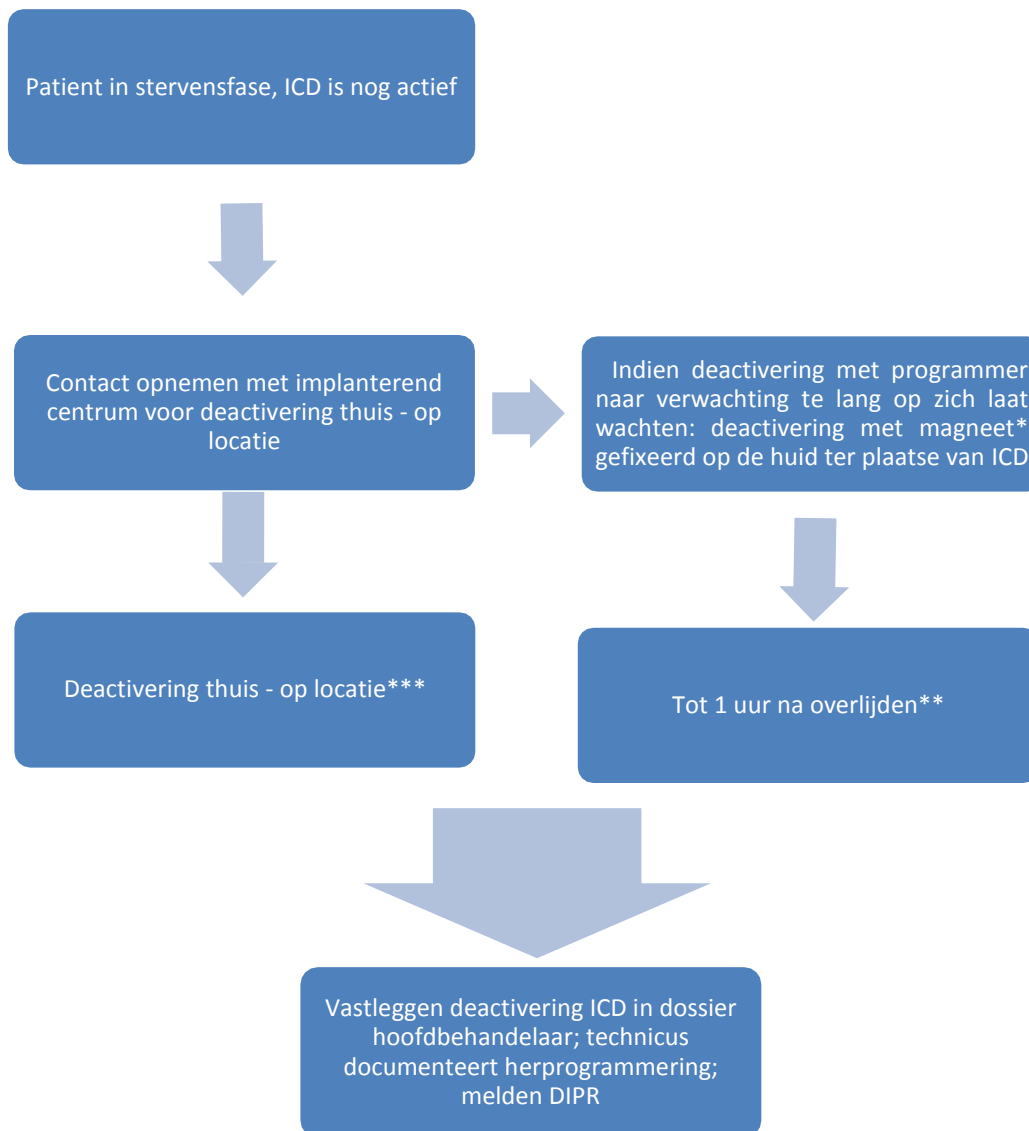 Patient in stervensfase, ICD is nog actief
Contact opnemen met implanterend
centrum voor deactivering thuis - op
locatie
Indien deactivering met programmer
naar verwachting te lang op zich laat
wachten: deactivering met magneet*
gefixeerd op de huid ter plaatse van ICD
Deactivering thuis - op locatie***
Tot 1 uur na overlijden**
Vastleggen deactivering ICD in dossier
hoofdbehandelaar; technicus
documenteert herprogrammering;
melden DIPR